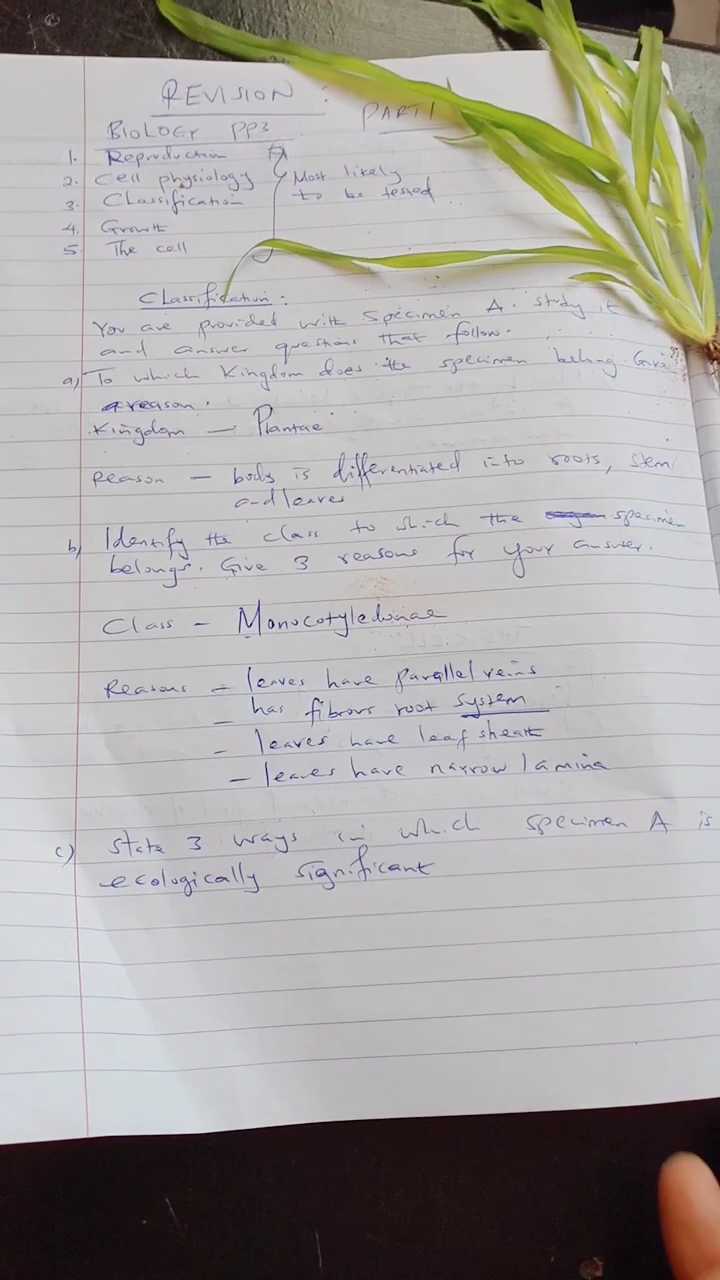 REVISION :
PART 1
BIOLOGY PP3
1. Reproduction
2. Cell physiology
3. Classification
4. Growth
5. The cell
Most likely
to be tested
Classification:
You are provided with specimen A. study it
and answer questions that follow.
a) To which Kingdom does the specimen belong Give
a reason.
Kingdom — Plantae
Reason — body is differentiated into roots, stem
and leaves
b) Identify the class to which the specimen
belongs. Give 3 reasons for your answer.
Class — Monocotyledonae
Reasons — leaves have parallel veins
— has fibrous root system
— leaves have leaf sheath
— leaves have narrow lamina
c) State 3 ways in which specimen A is
ecologically significant